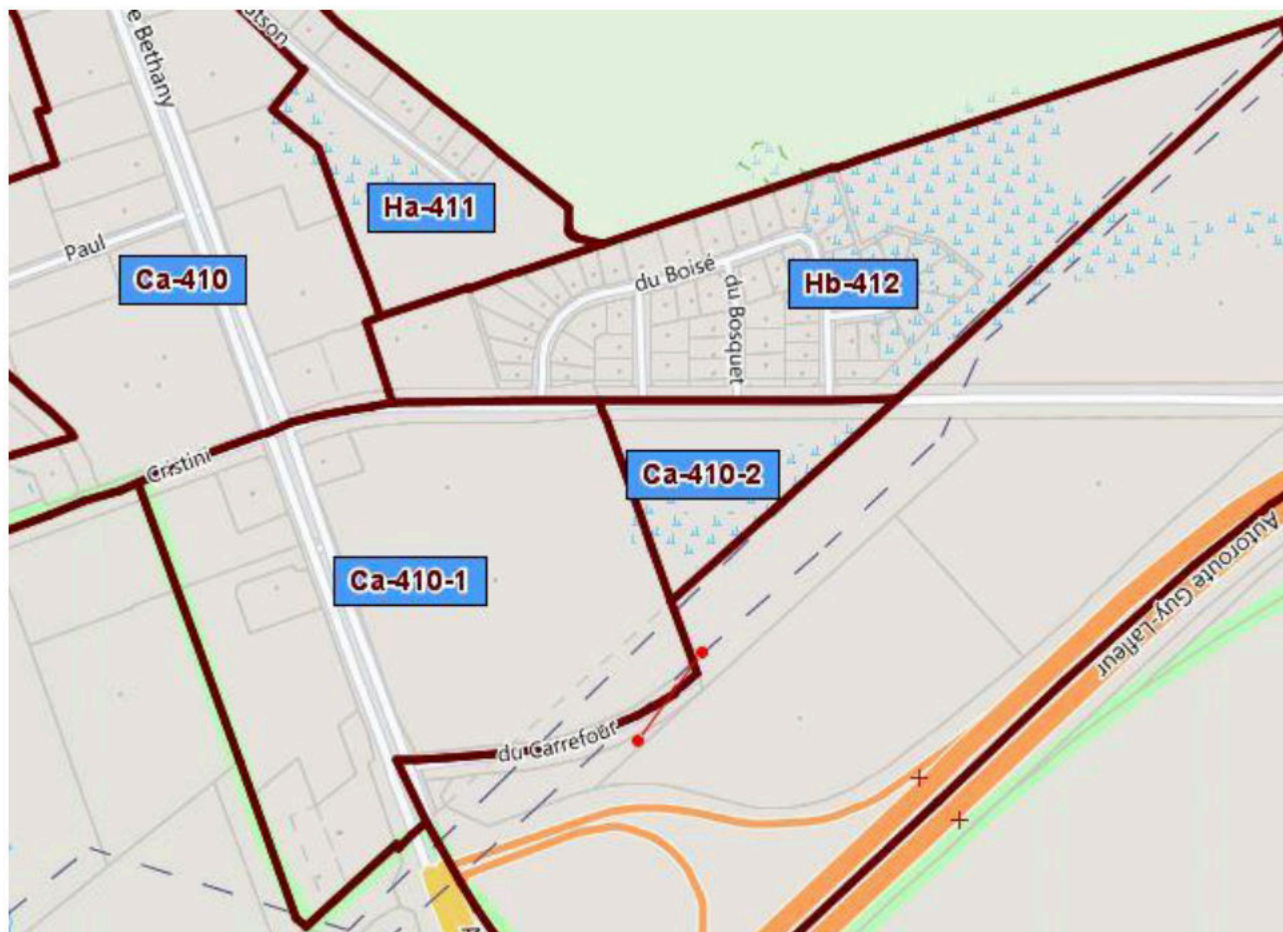 e Bethany
Ha-411
Paul
Ca-410
du Boisé
Hb-412
du Bosquet
Cristini
Ca-410-2
Autoroute Guy-Lafleur
Ca-410-1
du Carrefour